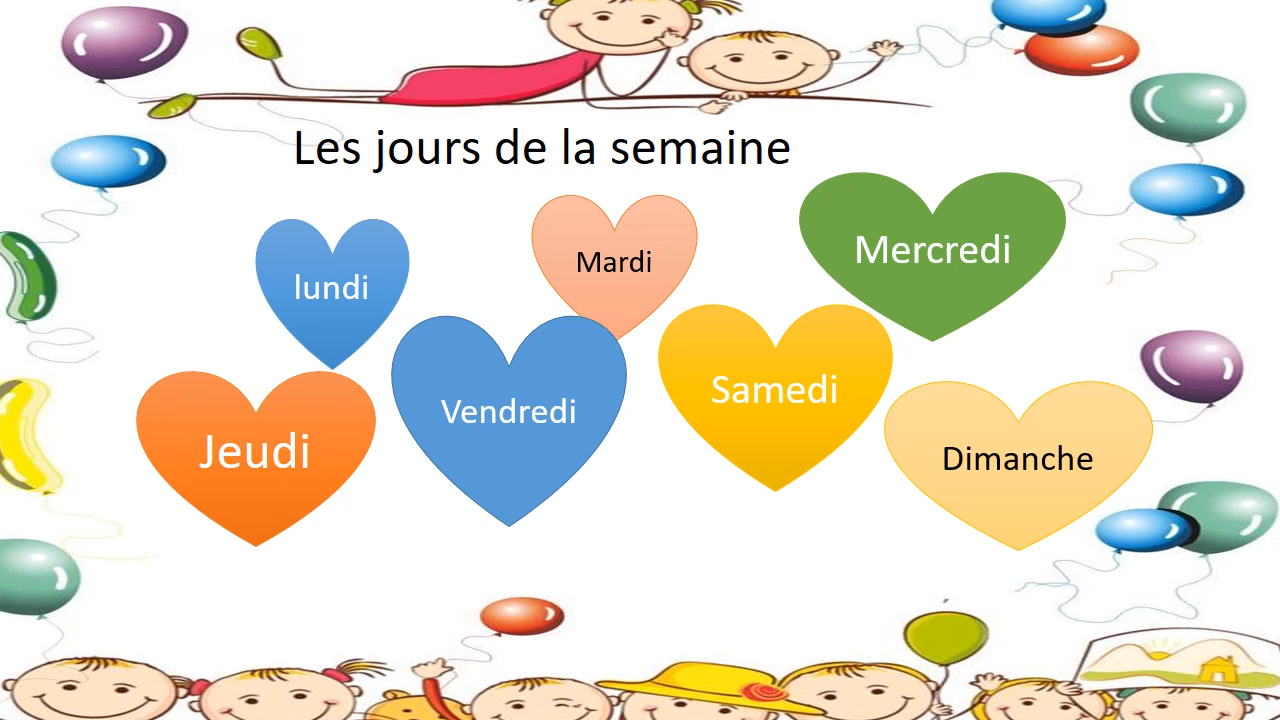 Les jours de la semaine
lundi
Mardi
Mercredi
Jeudi
Vendredi
Samedi
Dimanche